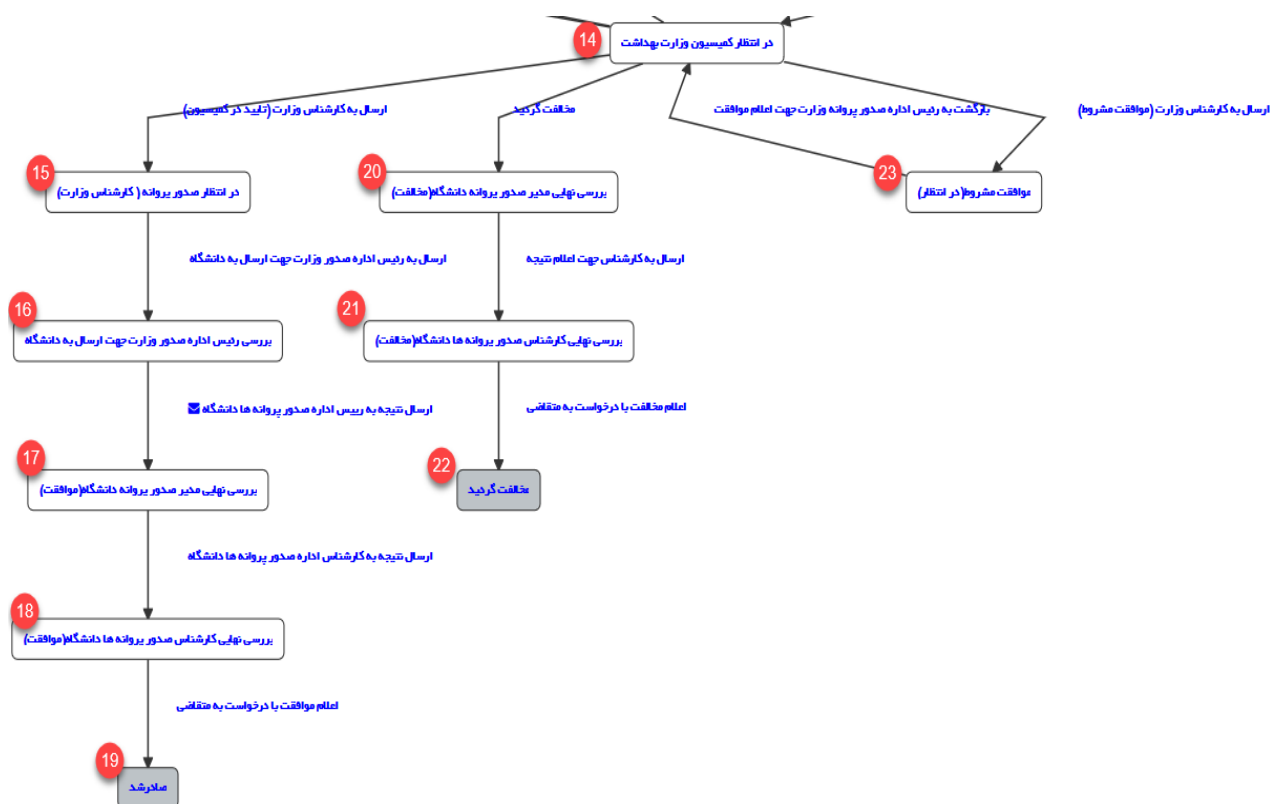 14
در انتظار کمیسیون وزارت بهداشت
ارسال به کارشناس وزارت (تایید در کمیسیون)
مخالفت گردید
بازگشت به رئیس اداره صدور پروانه وزارت جهت اعلام موافقت
ارسال به کارشناس وزارت (موافقت مشروط)
15
در انتظار صدور پروانه ( کارشناس وزارت)
20
بررسی نهایی مدیر صدور پروانه دانشگاه(مخالفت)
23
موافقت مشروط(در انتظار)
ارسال به رئیس اداره صدور وزارت جهت ارسال به دانشگاه
ارسال به کارشناس جهت اعلام نتیجه
16
بررسی رئیس اداره صدور وزارت جهت ارسال به دانشگاه
21
بررسی نهایی کارشناس صدور پروانه ها دانشگاه(مخالفت)
ارسال نتیجه به رییس اداره صدور پروانه ها دانشگاه
اعلام مخالفت با درخواست به متقاضی
17
بررسی نهایی مدیر صدور پروانه دانشگاه(موافقت)
22
مخالفت گردید
ارسال نتیجه به کارشناس اداره صدور پروانه ها دانشگاه
18
بررسی نهایی کارشناس صدور پروانه ها دانشگاه(موافقت)
اعلام موافقت با درخواست به متقاضی
19
صادرشد